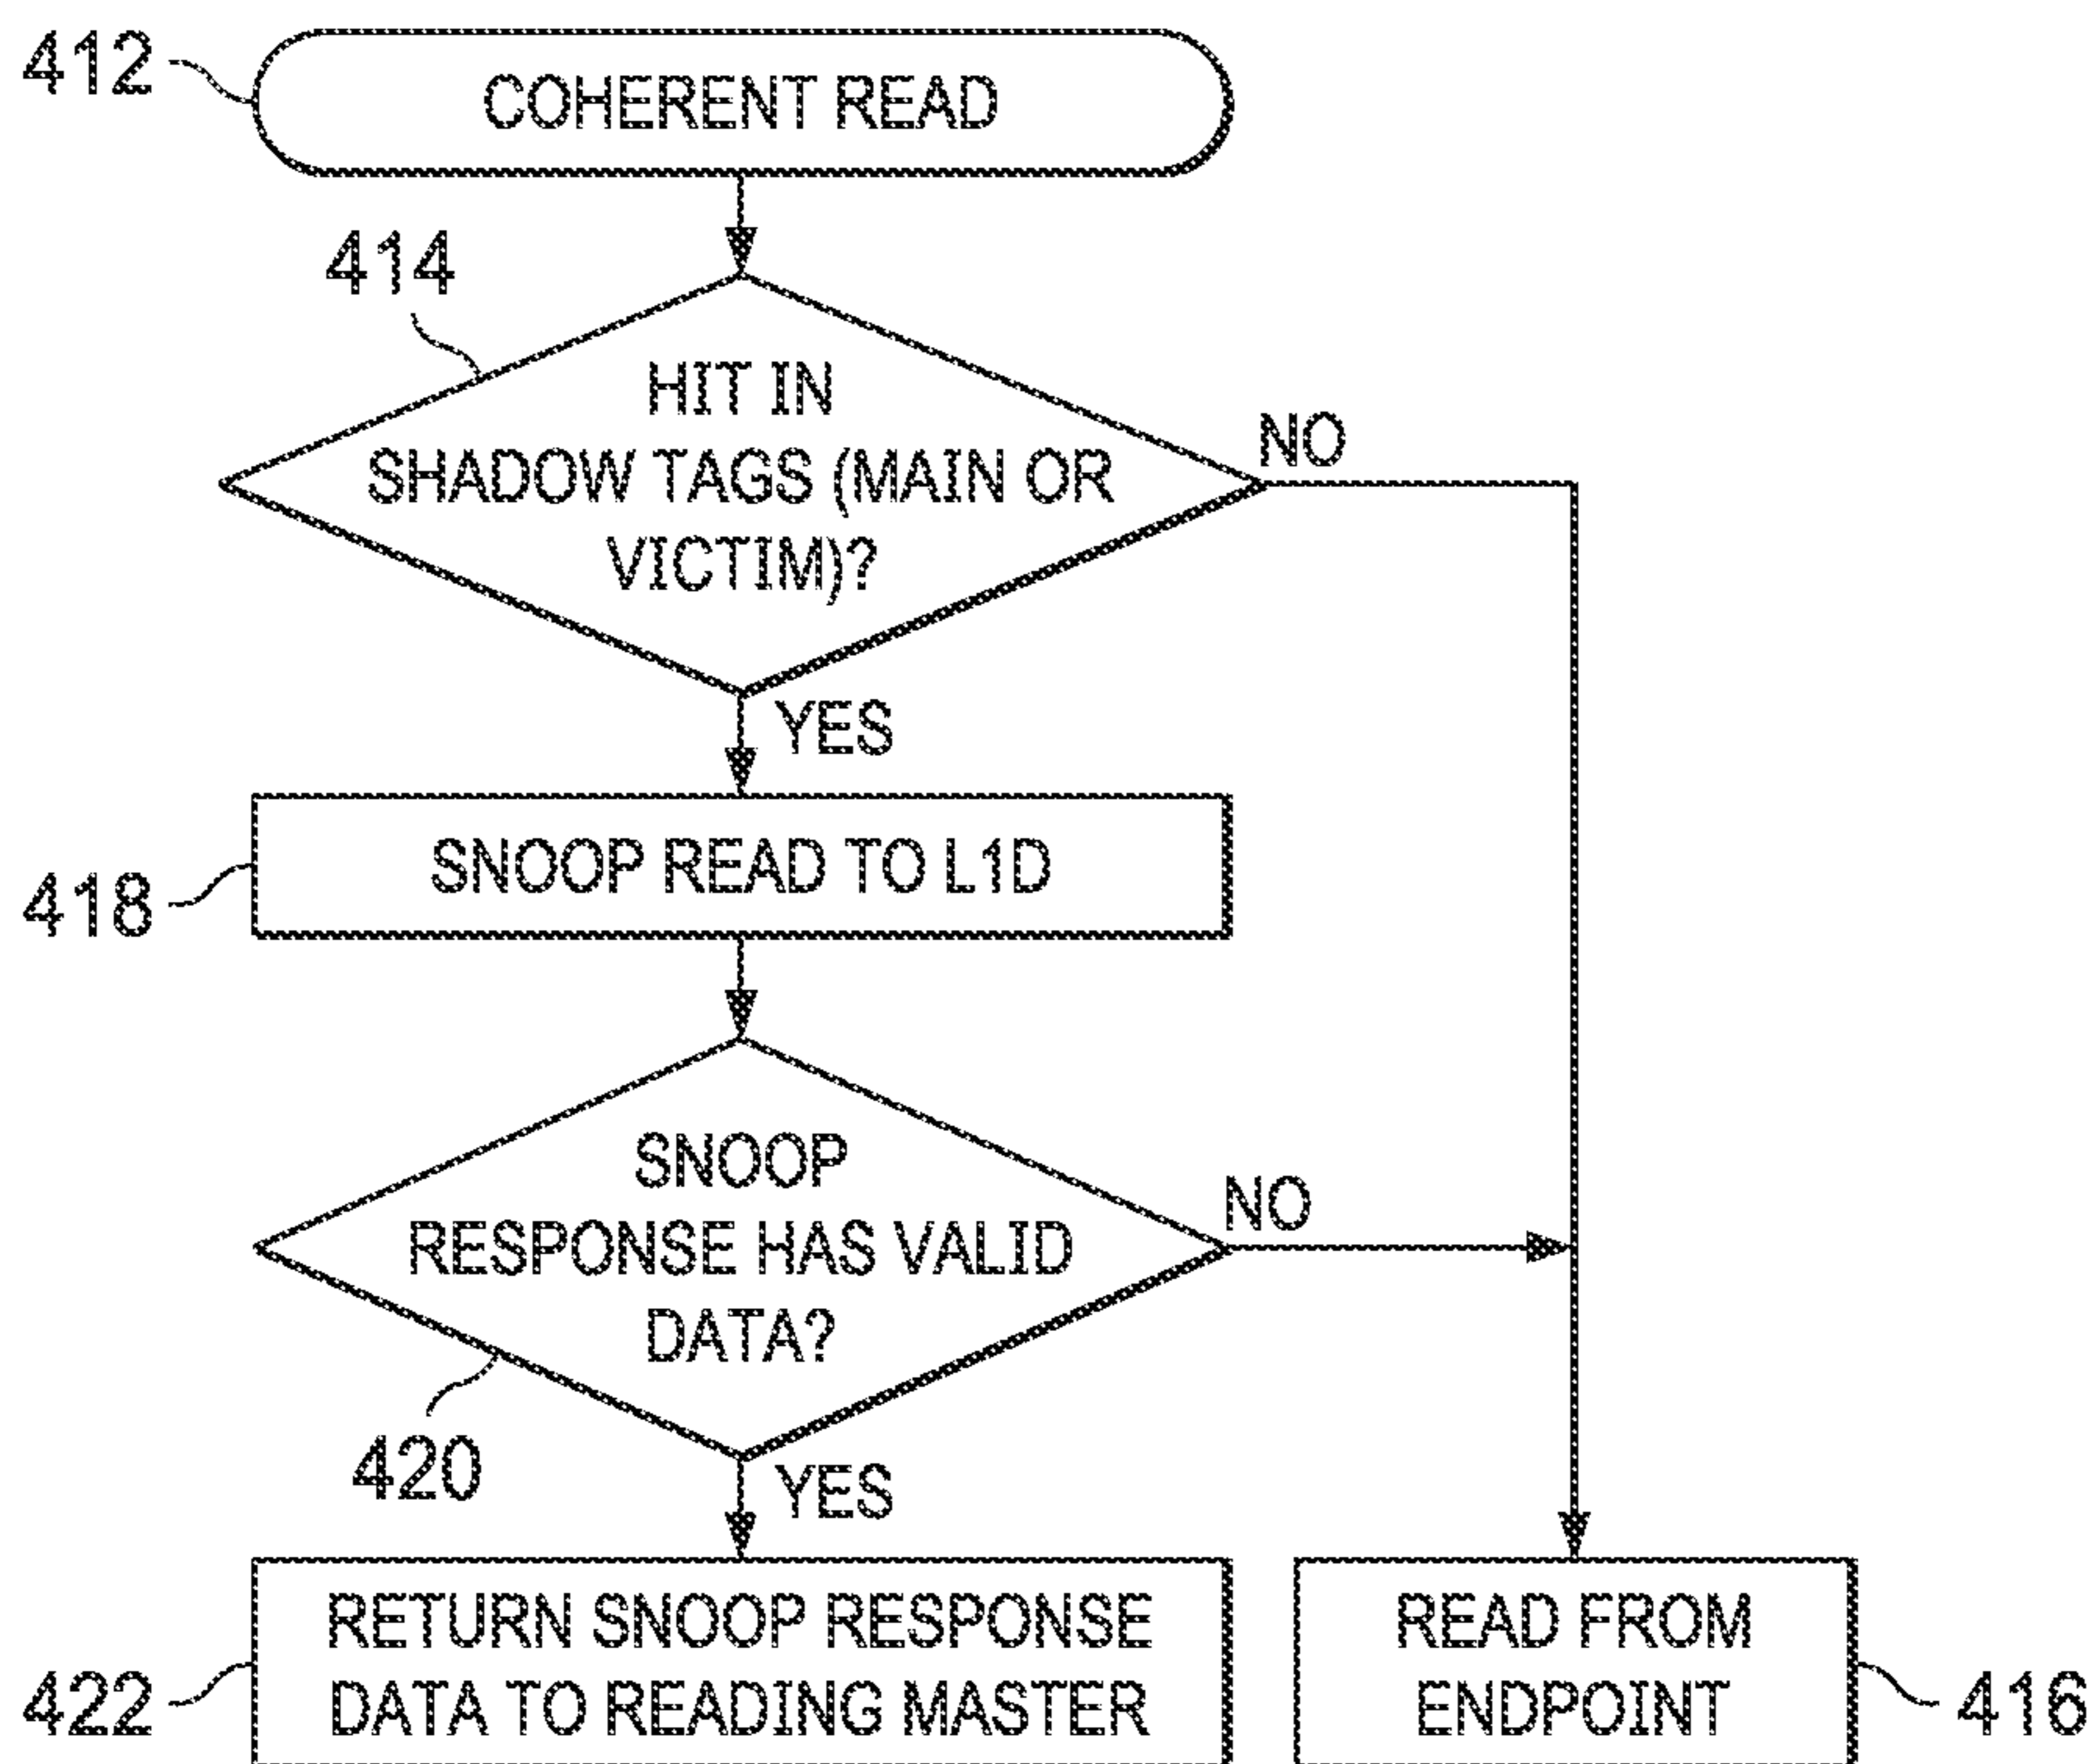 412
COHERENT READ
414
HIT IN
SHADOW TAGS (MAIN OR
VICTIM)?
NO
YES
418
SNOOP READ TO L1D
SNOOP
RESPONSE HAS VALID
DATA?
NO
420
YES
422
RETURN SNOOP RESPONSE
DATA TO READING MASTER
READ FROM
ENDPOINT
416